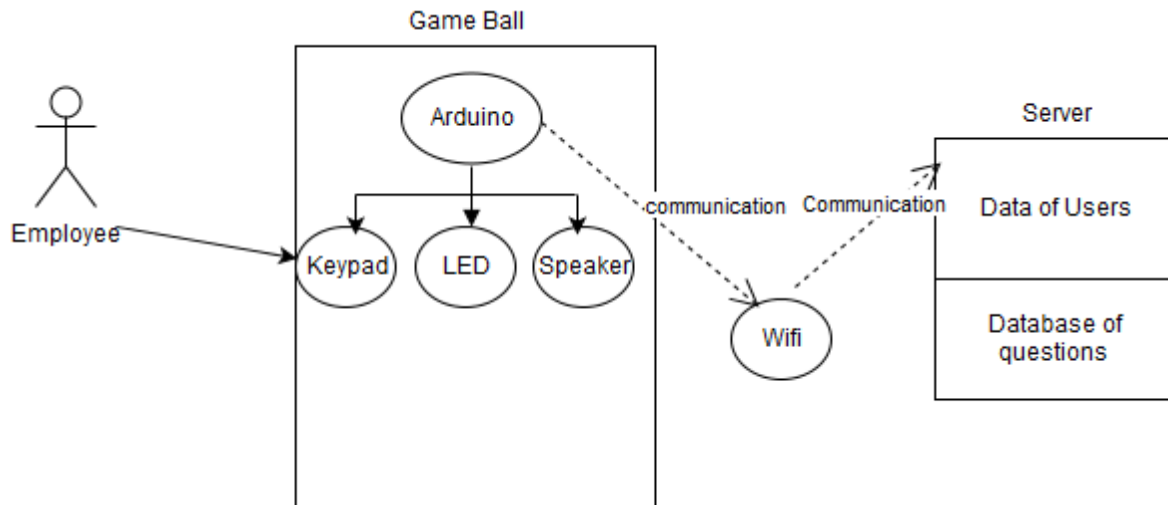 Game Ball
Arduino
Server
communication
Communication
Data of Users
Employee
Keypad
LED
Speaker
Wifi
Database of
questions